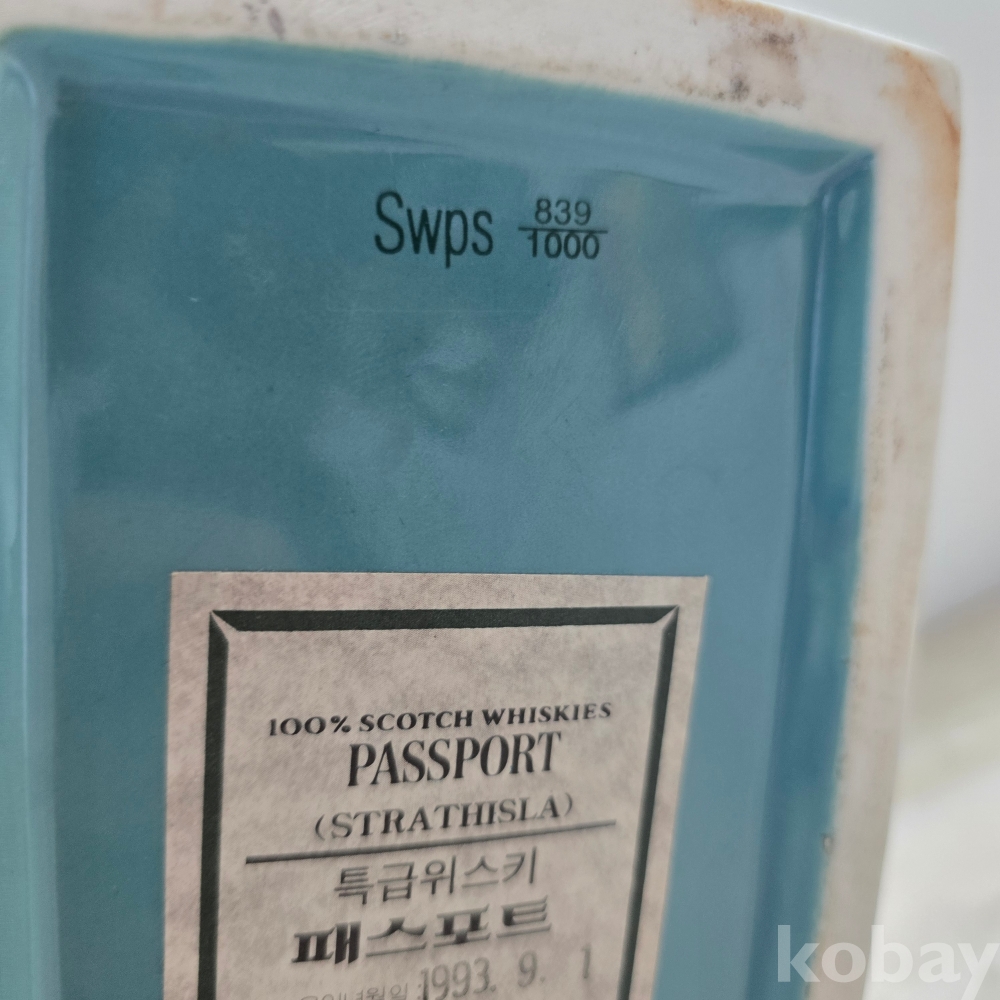 Swps 839/1000
100% SCOTCH WHISKIES
PASSPORT
(STRATHISLA)
특급위스키
패스포트
1993. 9. 1
kobay